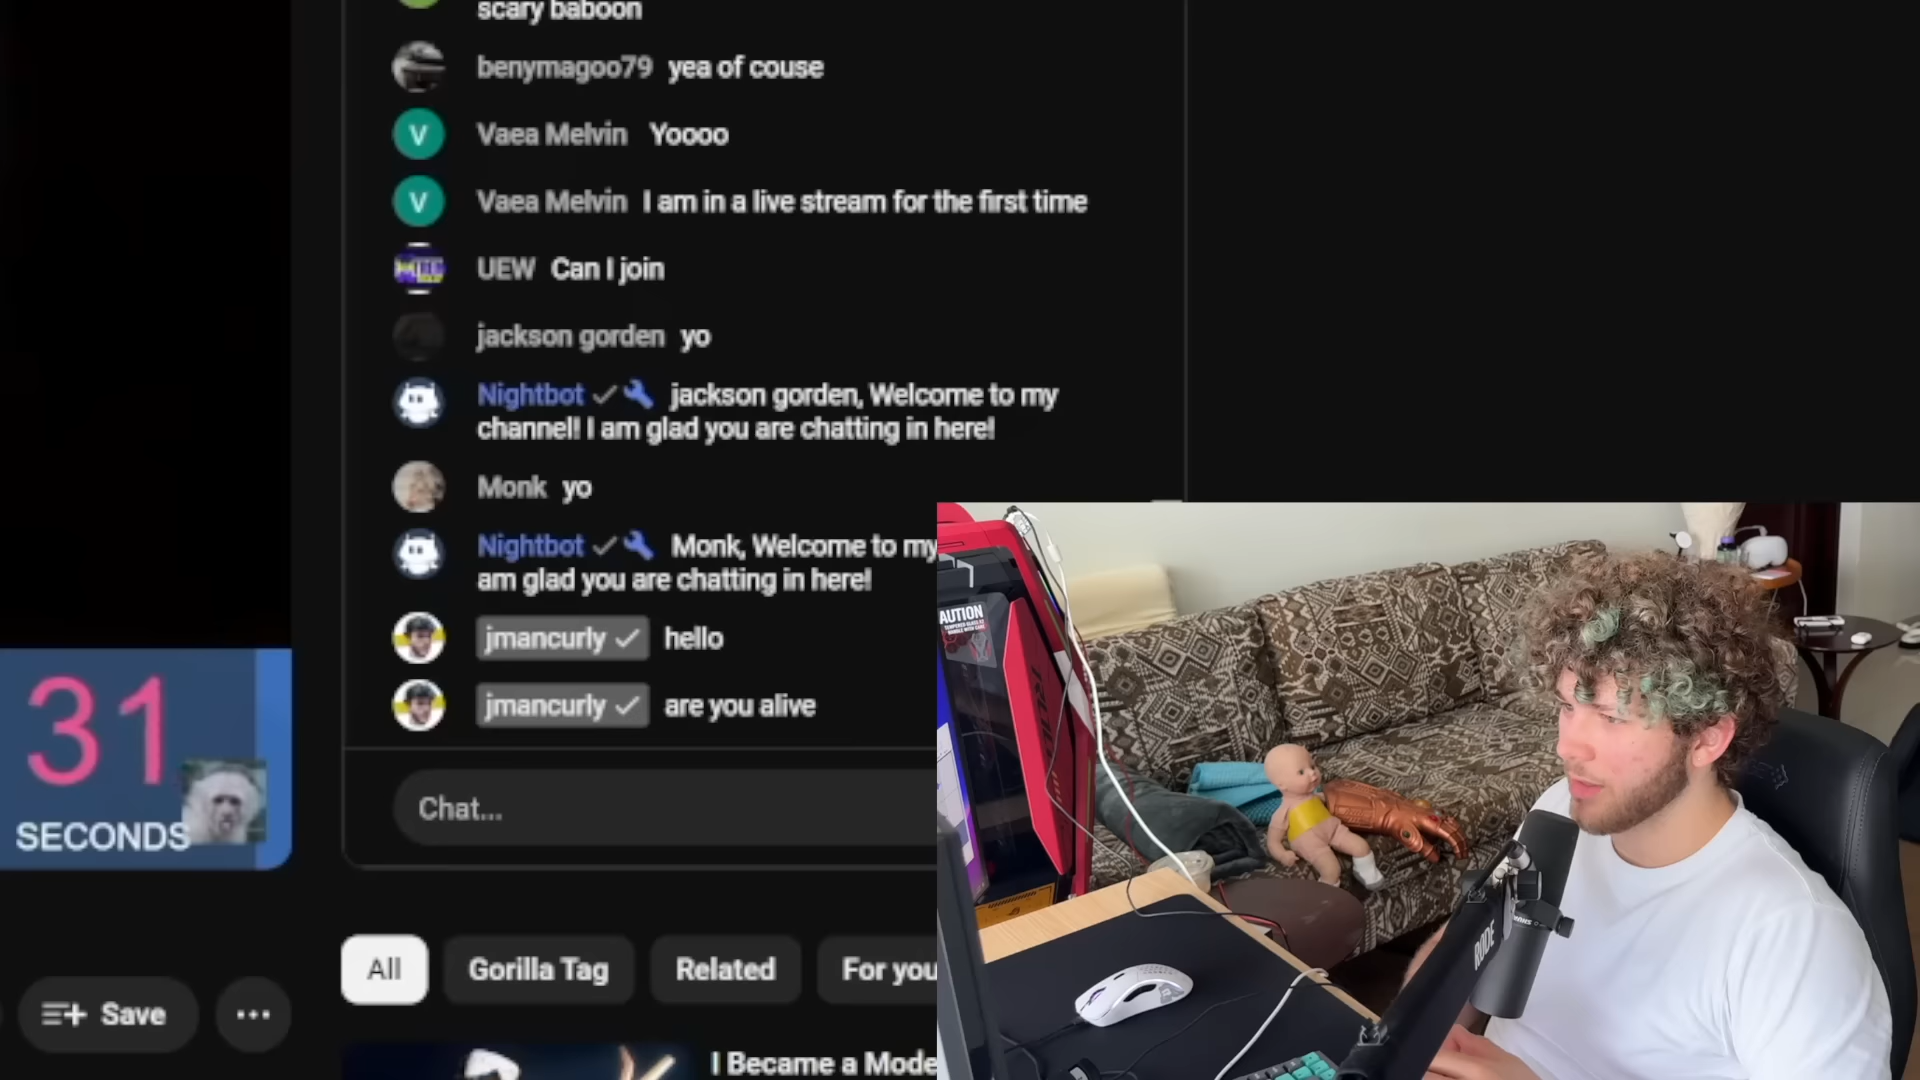 scary baboon
benymagoo79 yea of couse
Vaea Melvin Yoooo
Vaea Melvin I am in a live stream for the first time
UEW Can I join
jackson gorden yo
Nightbot jackson gorden, Welcome to my
channel! I am glad you are chatting in here!
Monk yo
Nightbot Monk, Welcome to my
am glad you are chatting in here!
jmancurly hello
jmancurly are you alive
Chat...
31
SECONDS
All Gorilla Tag Related For you
Save
I Became a Mode
AUTION
RODE